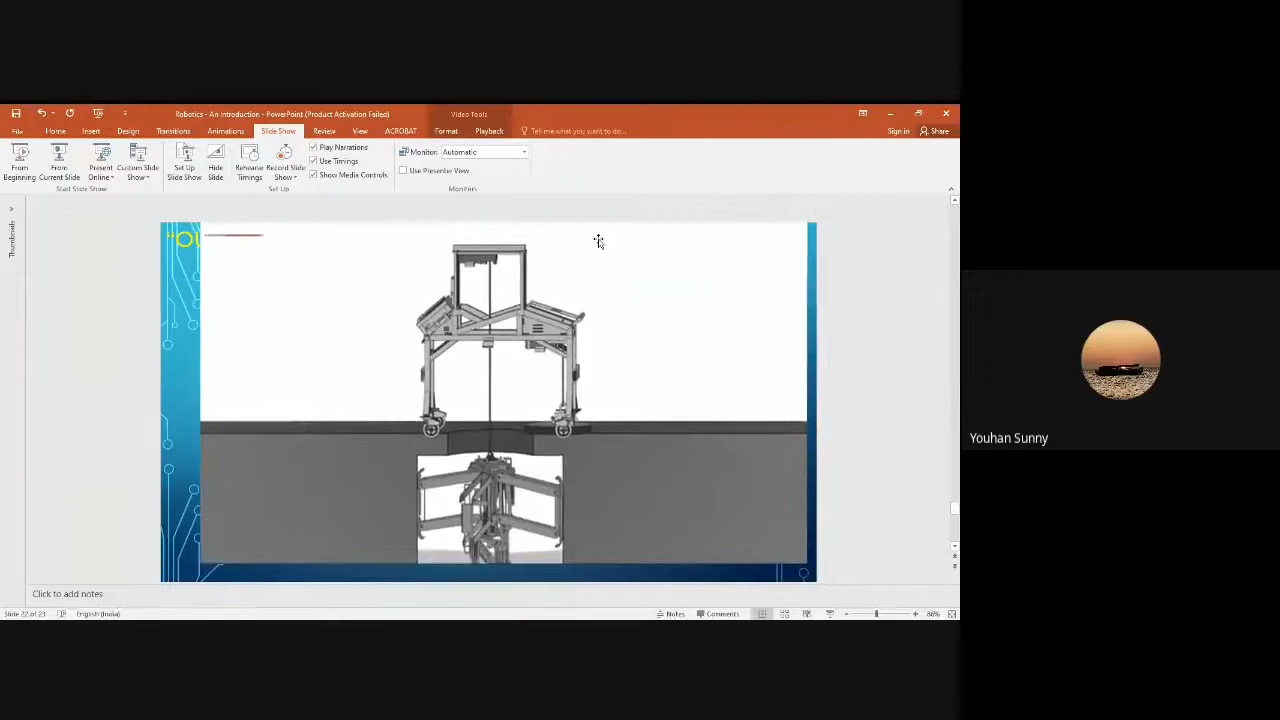 Robotics - An Introduction - PowerPoint (Product Activation Failed)
Video Tools
File Home Insert Design Transitions Animations Slide Show Review View ACROBAT Format Playback Tell me what you want to do... Sign in Share
From Beginning
From Current Slide
Present Online
Custom Slide Show
Set Up Slide Show
Hide Slide
Rehearse Timings
Record Slide Show
Play Narrations
Use Timings
Show Media Controls
Monitor: Automatic
Use Presenter View
Start Slide Show
Set Up
Monitors
Thumbnails
Youhan Sunny
Click to add notes
Slide 22 of 23 English (India) Notes Comments 86%